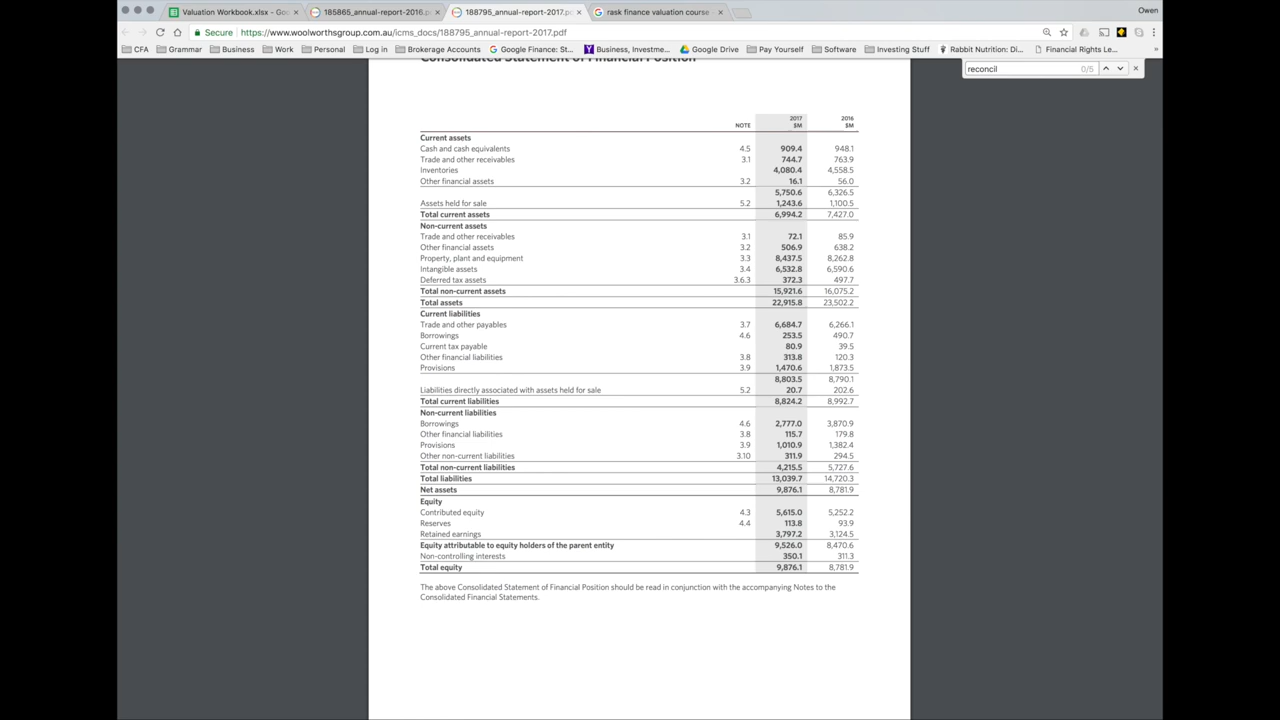 Valuation Workbook.xlsx - Goo
185865_annual-report-2016.p
188795_annual-report-2017.p
rask finance valuation course
Owen
Secure
https://www.woolworthsgroup.com.au/icms_docs/188795_annual-report-2017.pdf
CFA Grammar Business Work Personal Log in Brokerage Accounts Google Finance: St... Business, Investme... Google Drive Pay Yourself Software Investing Stuff Rabbit Nutrition: Di... Financial Rights Le... »
reconcil 0/5
Consolidated Statement of Financial Position
2017 2016
NOTE $M $M
Current assets
Cash and cash equivalents 4.5 909.4 948.1
Trade and other receivables 3.1 744.7 763.9
Inventories 4,080.4 4,558.5
Other financial assets 3.2 16.1 56.0
5,750.6 6,326.5
Assets held for sale 5.2 1,243.6 1,100.5
Total current assets 6,994.2 7,427.0
Non-current assets
Trade and other receivables 3.1 72.1 85.9
Other financial assets 3.2 506.9 638.2
Property, plant and equipment 3.3 8,437.5 8,262.8
Intangible assets 3.4 6,532.8 6,590.6
Deferred tax assets 3.6.3 372.3 497.7
Total non-current assets 15,921.6 16,075.2
Total assets 22,915.8 23,502.2
Current liabilities
Trade and other payables 3.7 6,684.7 6,266.1
Borrowings 4.6 253.5 490.7
Current tax payable 80.9 39.5
Other financial liabilities 3.8 313.8 120.3
Provisions 3.9 1,470.6 1,873.5
8,803.5 8,790.1
Liabilities directly associated with assets held for sale 5.2 20.7 202.6
Total current liabilities 8,824.2 8,992.7
Non-current liabilities
Borrowings 4.6 2,777.0 3,870.9
Other financial liabilities 3.8 115.7 179.8
Provisions 3.9 1,010.9 1,382.4
Other non-current liabilities 3.10 311.9 294.5
Total non-current liabilities 4,215.5 5,727.6
Total liabilities 13,039.7 14,720.3
Net assets 9,876.1 8,781.9
Equity
Contributed equity 4.3 5,615.0 5,252.2
Reserves 4.4 113.8 93.9
Retained earnings 3,797.2 3,124.5
Equity attributable to equity holders of the parent entity 9,526.0 8,470.6
Non-controlling interests 350.1 311.3
Total equity 9,876.1 8,781.9
The above Consolidated Statement of Financial Position should be read in conjunction with the accompanying Notes to the
Consolidated Financial Statements.